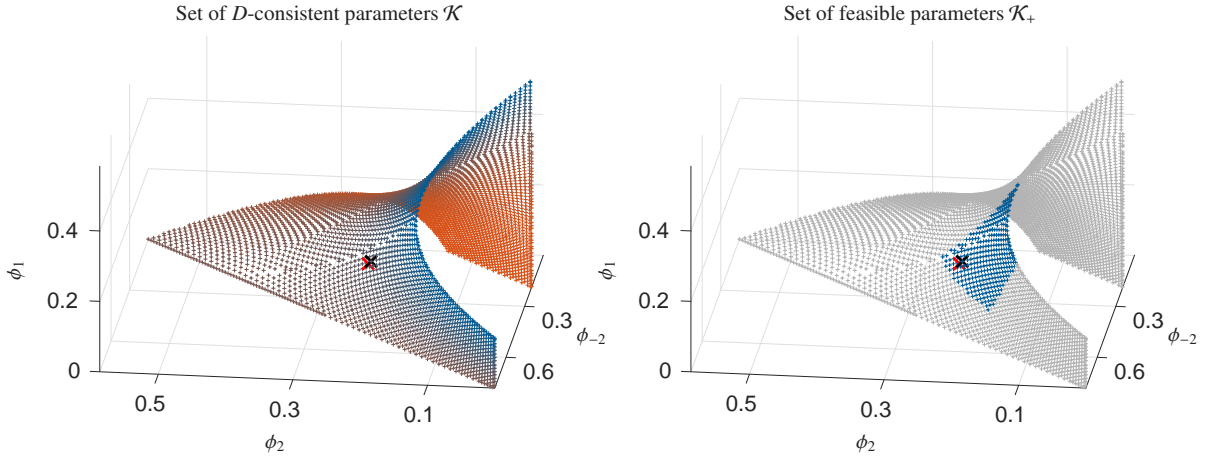 Set of D-consistent parameters 𝒦
0.4
0.2
0
ϕ₁
0.5
0.3
0.1
ϕ₂
0.3
0.6
ϕ₋₂
Set of feasible parameters 𝒦₊
0.4
0.2
0
ϕ₁
0.5
0.3
0.1
ϕ₂
0.3
0.6
ϕ₋₂